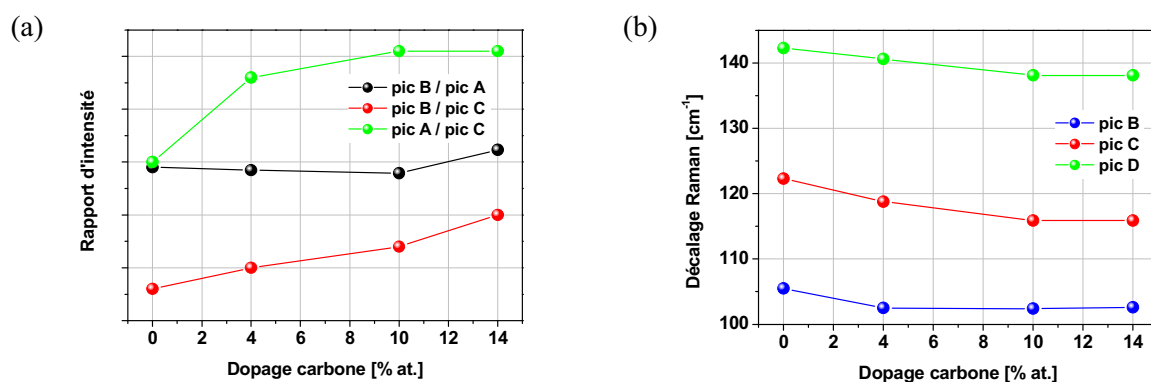 (a)
Rapport d'intensité
pic B / pic A
pic B / pic C
pic A / pic C
0 2 4 6 8 10 12 14
Dopage carbone [% at.]
(b)
Décalage Raman [cm⁻¹]
140
130
120
110
100
pic B
pic C
pic D
0 2 4 6 8 10 12 14
Dopage carbone [% at.]